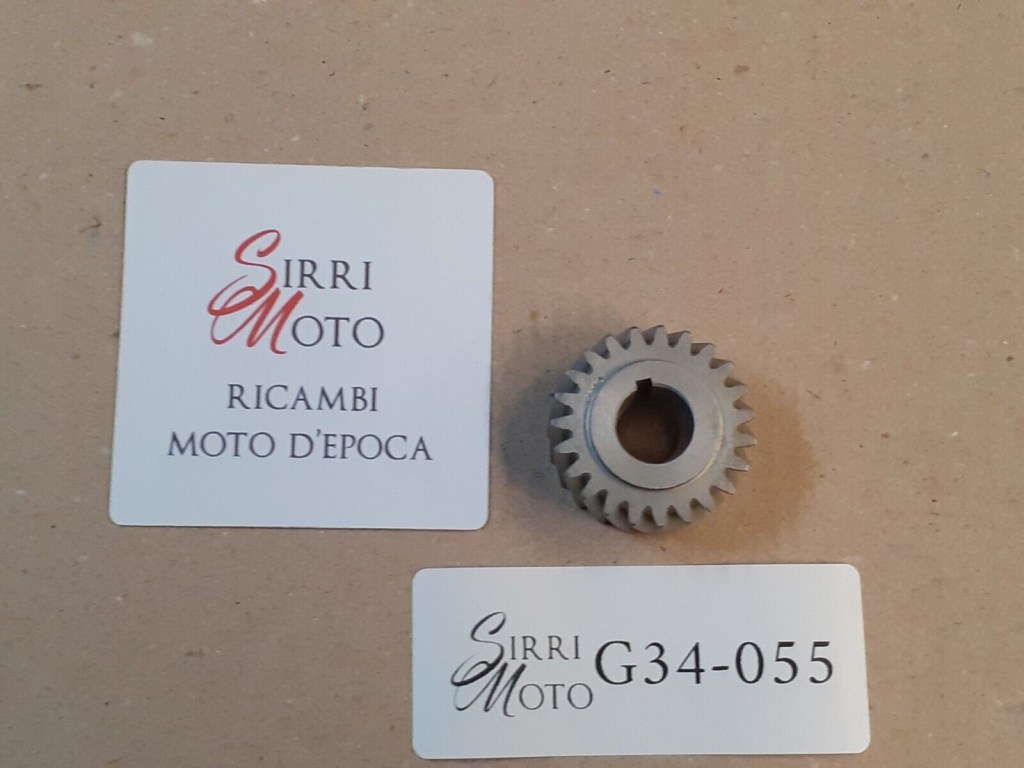 SIRRI
MOTO
RICAMBI
MOTO D'EPOCA
SIRRI
MOTO
G34-055